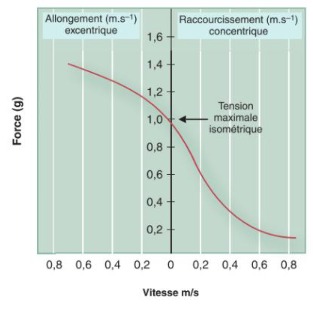 Allongement (m.s⁻¹)
excentrique
Raccourcissement (m.s⁻¹)
concentrique
Force (g)
1,6
1,4
1,2
1,0
0,8
0,6
0,4
0,2
Tension
maximale
isométrique
0,8 0,6 0,4 0,2 0 0,2 0,4 0,6 0,8
Vitesse m/s